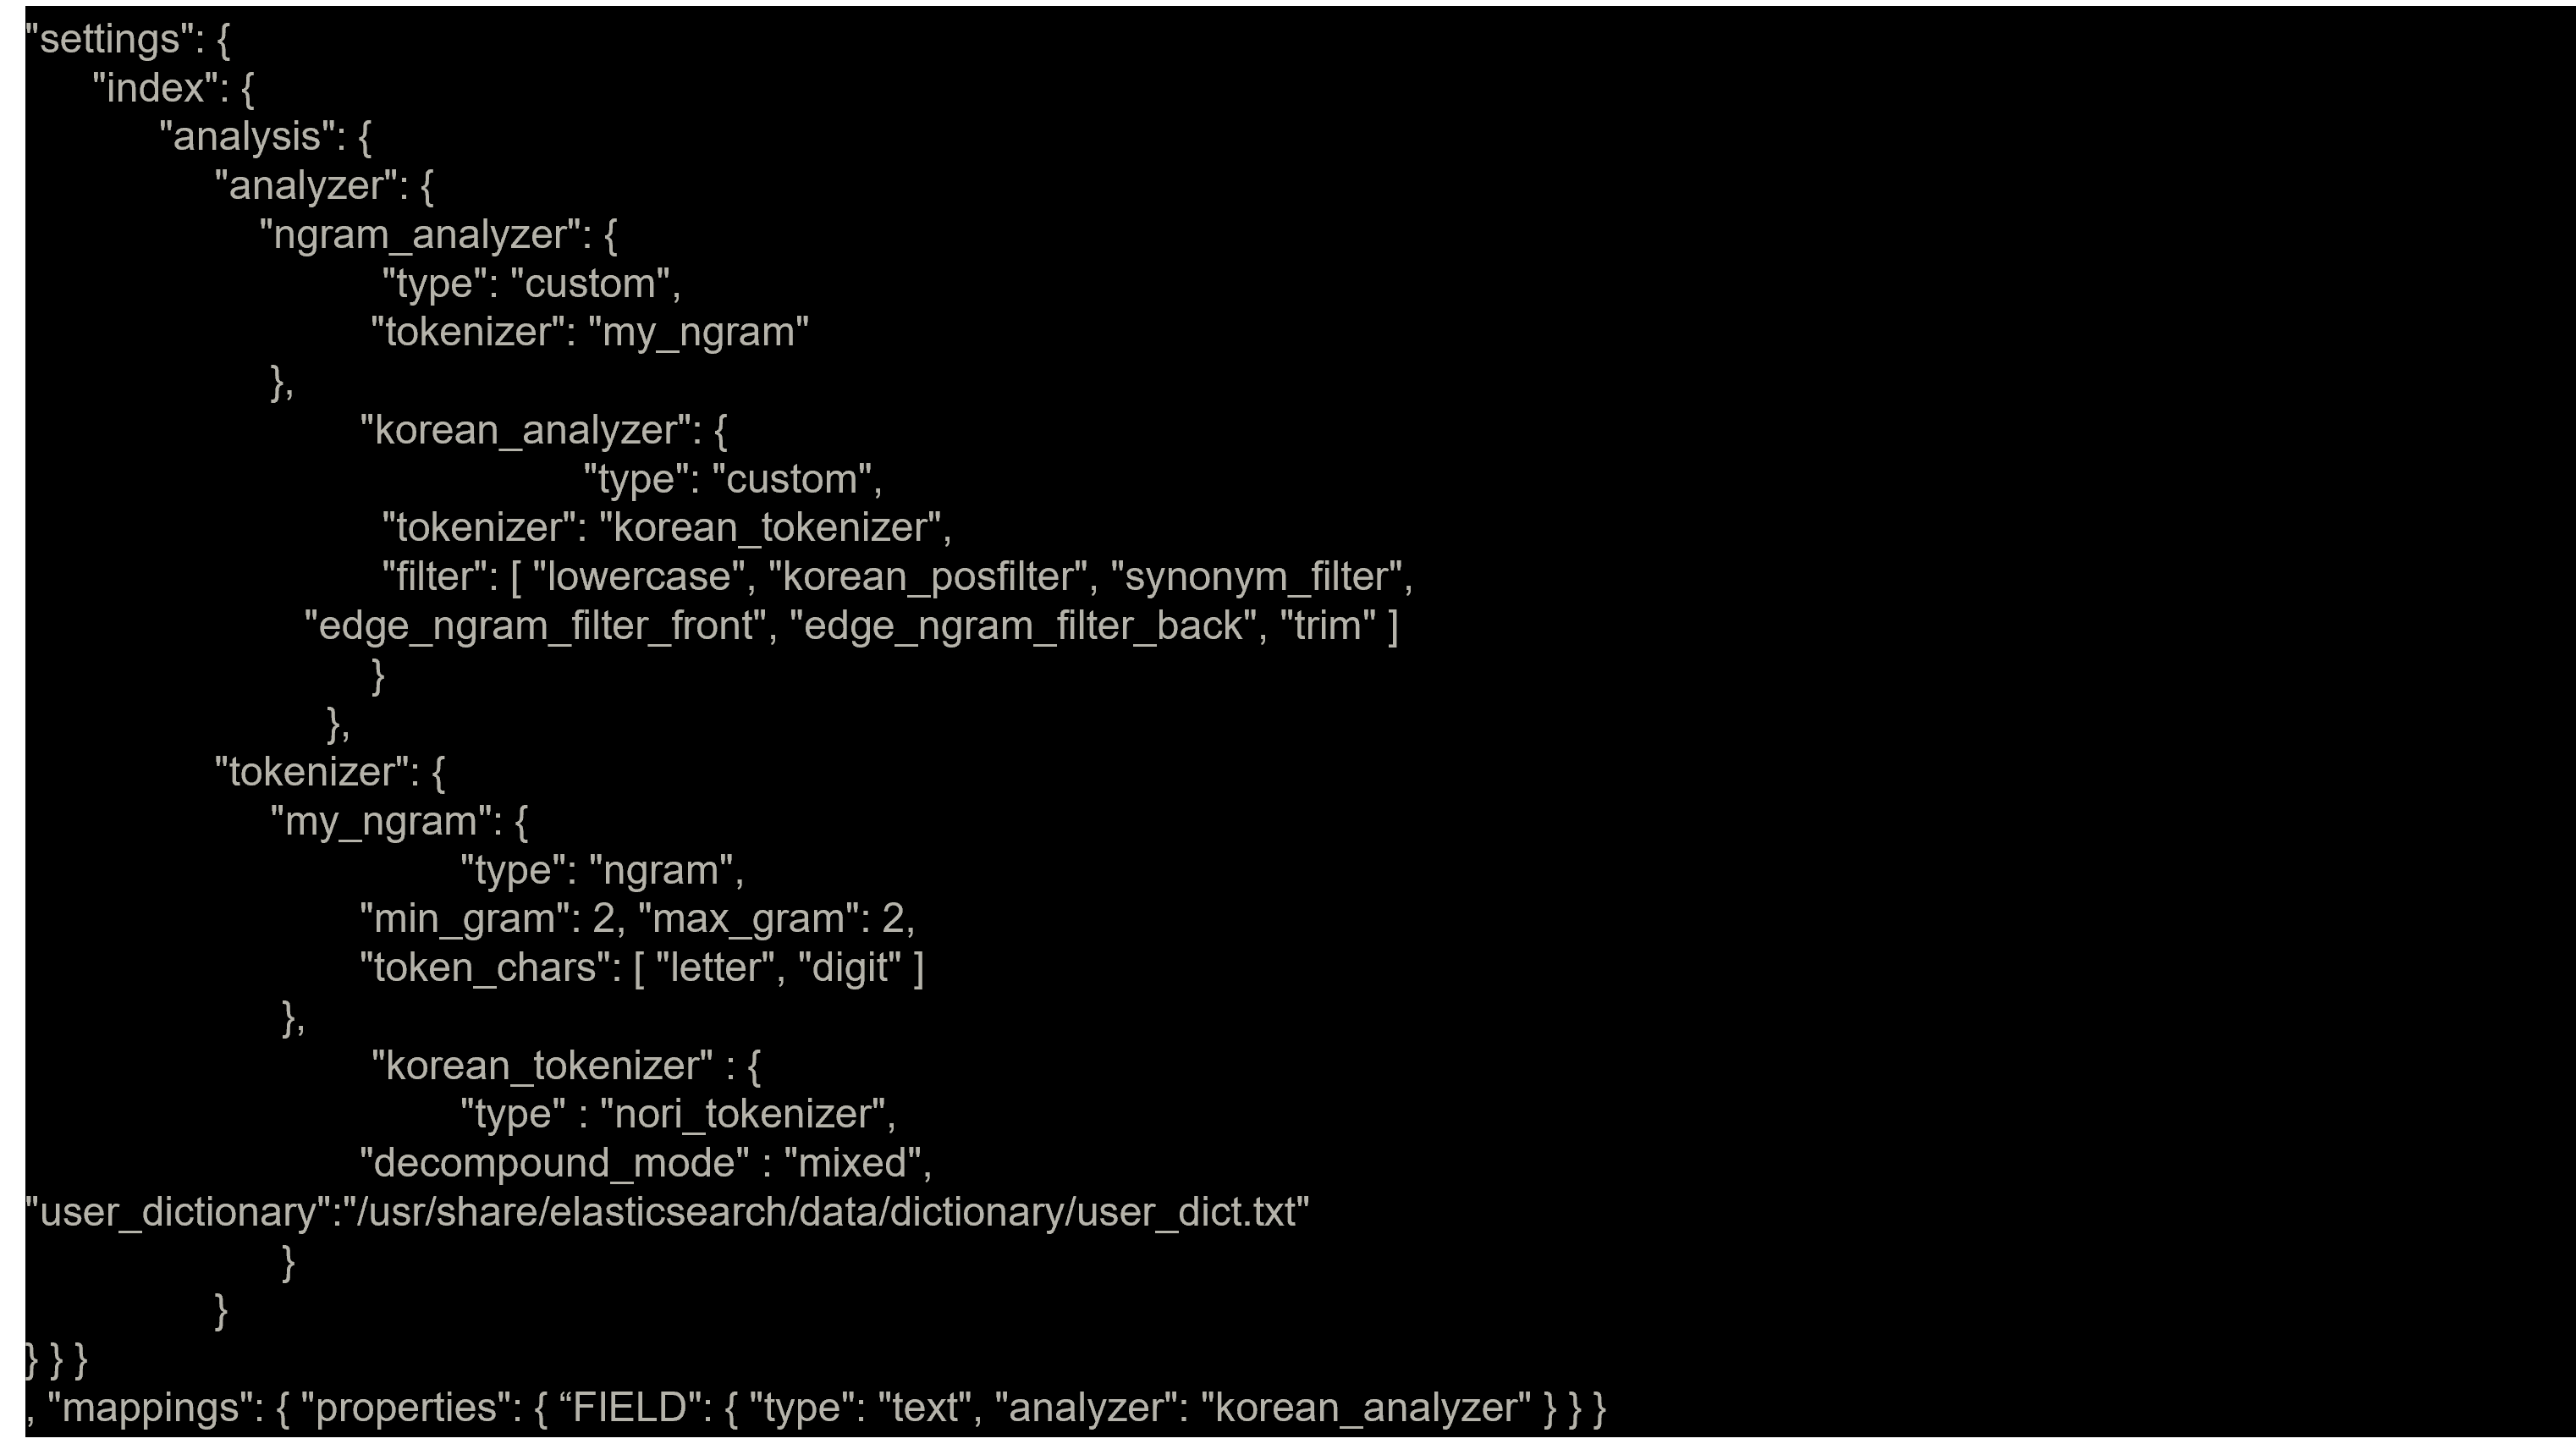 "settings": {
"index": {
"analysis": {
"analyzer": {
"ngram_analyzer": {
"type": "custom",
"tokenizer": "my_ngram"
},
"korean_analyzer": {
"type": "custom",
"tokenizer": "korean_tokenizer",
"filter": [ "lowercase", "korean_posfilter", "synonym_filter",
"edge_ngram_filter_front", "edge_ngram_filter_back", "trim" ]
}
},
"tokenizer": {
"my_ngram": {
"type": "ngram",
"min_gram": 2, "max_gram": 2,
"token_chars": [ "letter", "digit" ]
},
"korean_tokenizer" : {
"type" : "nori_tokenizer",
"decompound_mode" : "mixed",
"user_dictionary":"/usr/share/elasticsearch/data/dictionary/user_dict.txt"
}
}
} } }
, "mappings": { "properties": { “FIELD": { "type": "text", "analyzer": "korean_analyzer" } } }